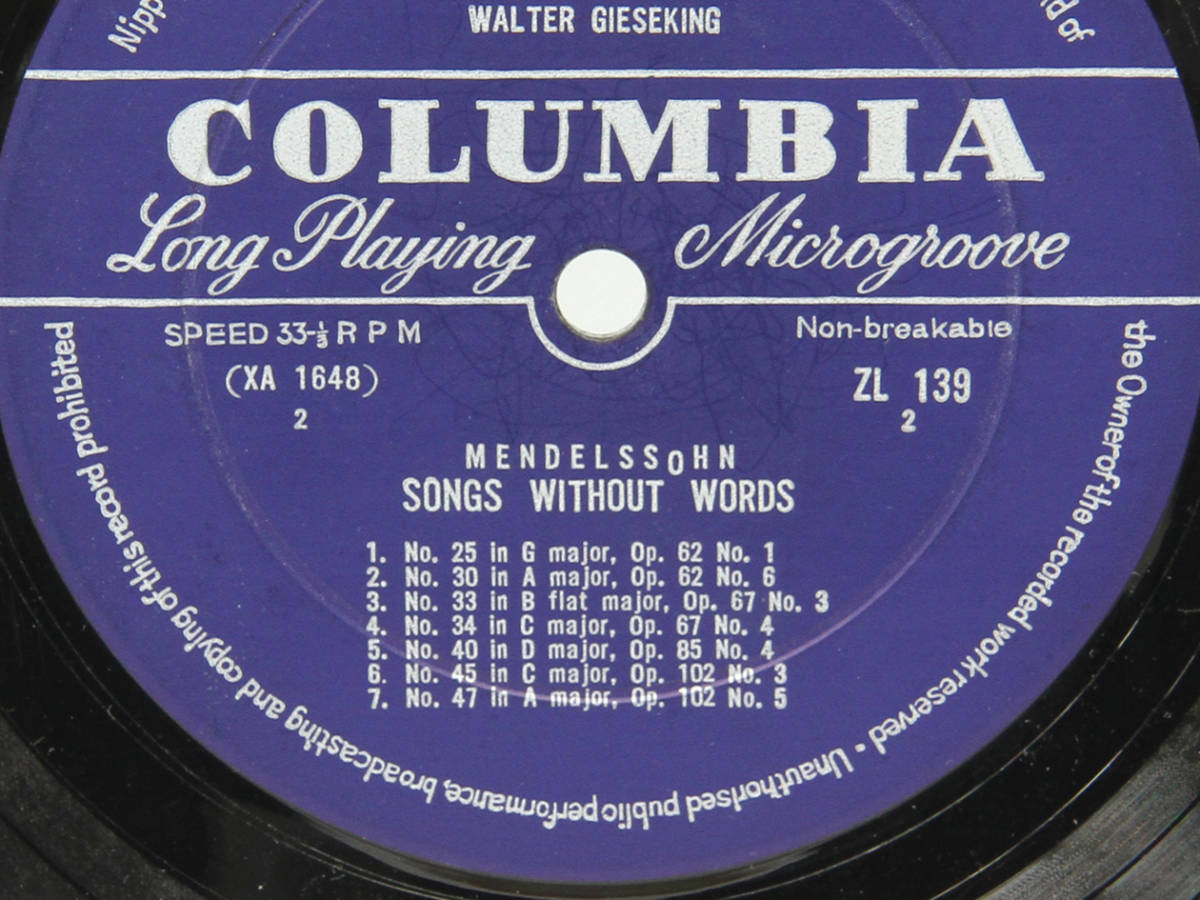 WALTER GIESEKING
COLUMBIA
Long Playing Microgroove
SPEED 33-⅓ R P M
Non-breakable
(XA 1648)
2
ZL 139
2
MENDELSSOHN
SONGS WITHOUT WORDS
1. No. 25 in G major, Op. 62 No. 1
2. No. 30 in A major, Op. 62 No. 6
3. No. 33 in B flat major, Op. 67 No. 3
4. No. 34 in C major, Op. 67 No. 4
5. No. 40 in D major, Op. 85 No. 4
6. No. 45 in C major, Op. 102 No. 3
7. No. 47 in A major, Op. 102 No. 5
Nipp
of
the Owner of the recorded work reserved - Unauthorised public performance, broadcasting and copying of this record prohibited